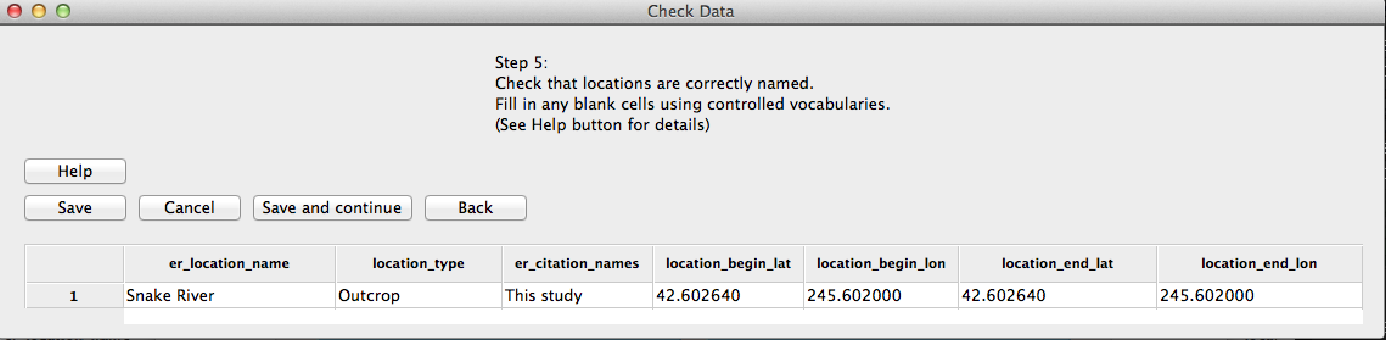 Check Data
Step 5:
Check that locations are correctly named.
Fill in any blank cells using controlled vocabularies.
(See Help button for details)
Help
Save Cancel Save and continue Back
er_location_name location_type er_citation_names location_begin_lat location_begin_lon location_end_lat location_end_lon
1 Snake River Outcrop This study 42.602640 245.602000 42.602640 245.602000